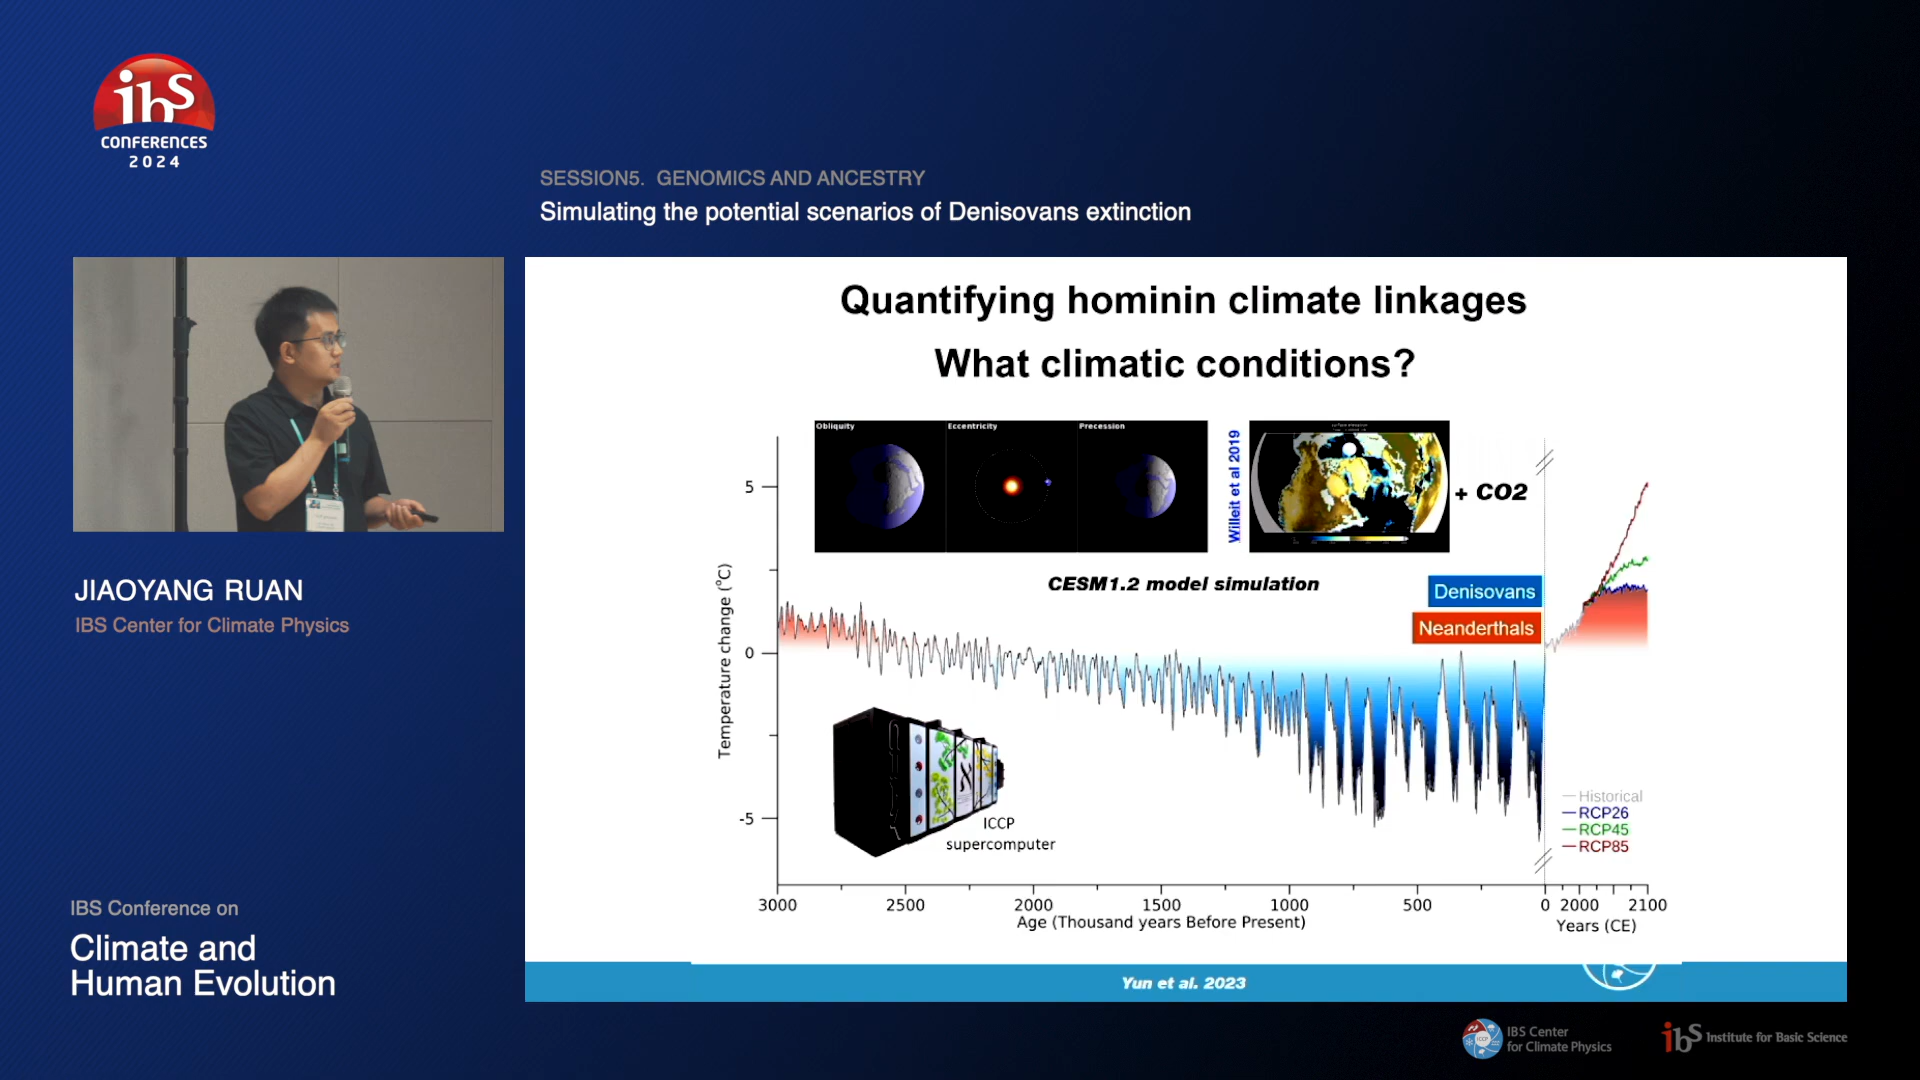 ibs
CONFERENCES
2024
SESSION5. GENOMICS AND ANCESTRY
Simulating the potential scenarios of Denisovans extinction
JIAOYANG RUAN
IBS Center for Climate Physics
IBS Conference on
Climate and
Human Evolution
Quantifying hominin climate linkages
What climatic conditions?
Obliquity
Eccentricity
Precession
Willeit et al 2019
+ CO2
CESM1.2 model simulation
Denisovans
Neanderthals
Temperature change (°C)
5
0
-5
ICCP
supercomputer
Historical
RCP26
RCP45
RCP85
3000 2500 2000 1500 1000 500 0 2000 2100
Age (Thousand years Before Present)
Years (CE)
Yun et al. 2023
IBS Center
for Climate Physics
ibs Institute for Basic Science